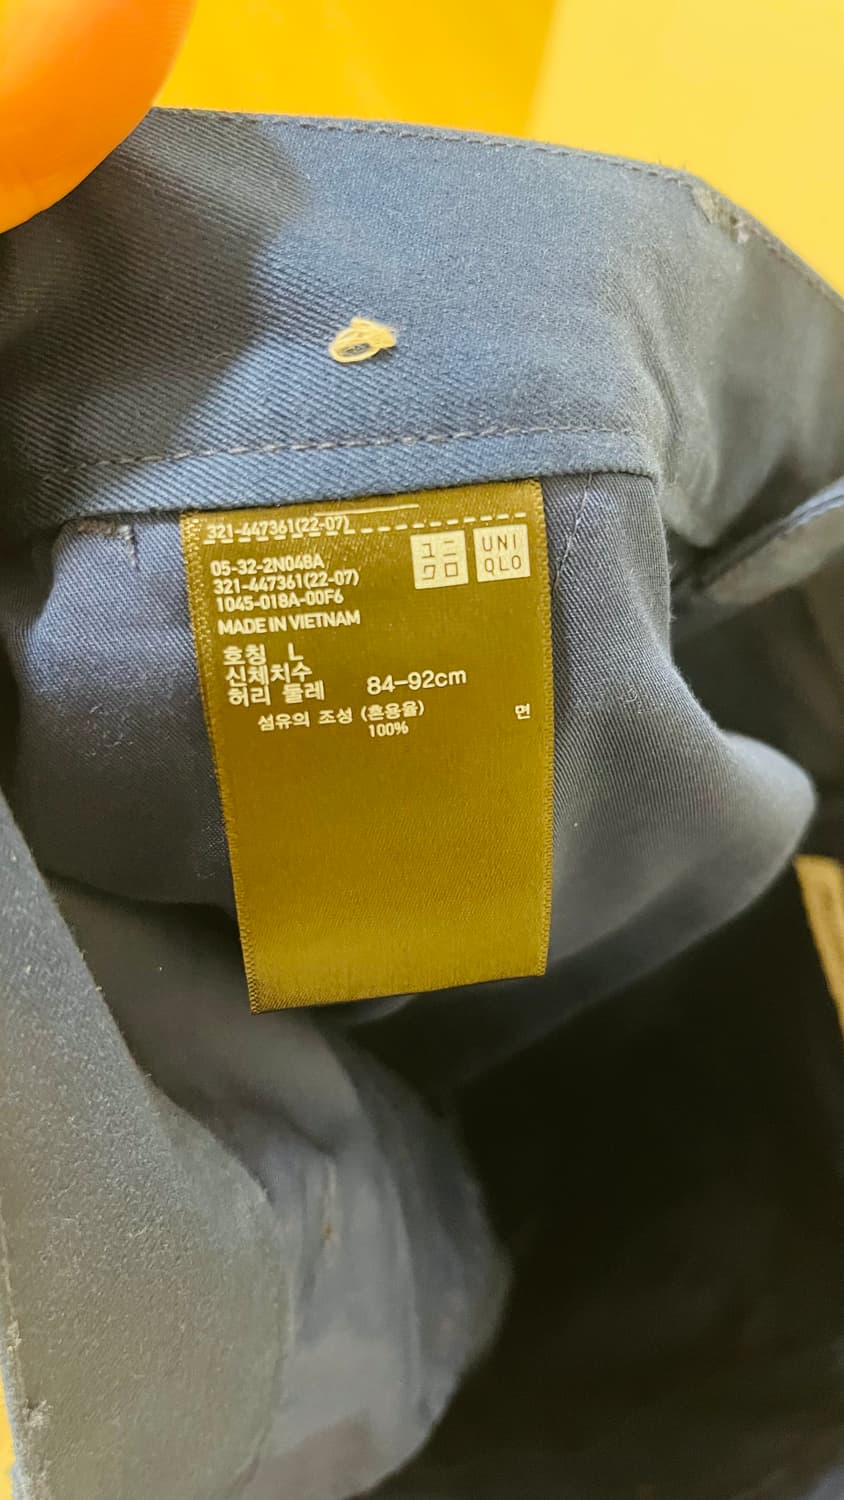 321-447361(22-07)
ユニ
クロ
UNI
QLO
05-32-2N048A
321-447361(22-07)
1045-018A-00F6
MADE IN VIETNAM
호칭 L
신체치수
허리 둘레 84-92cm
섬유의 조성 (혼용율) 면
100%